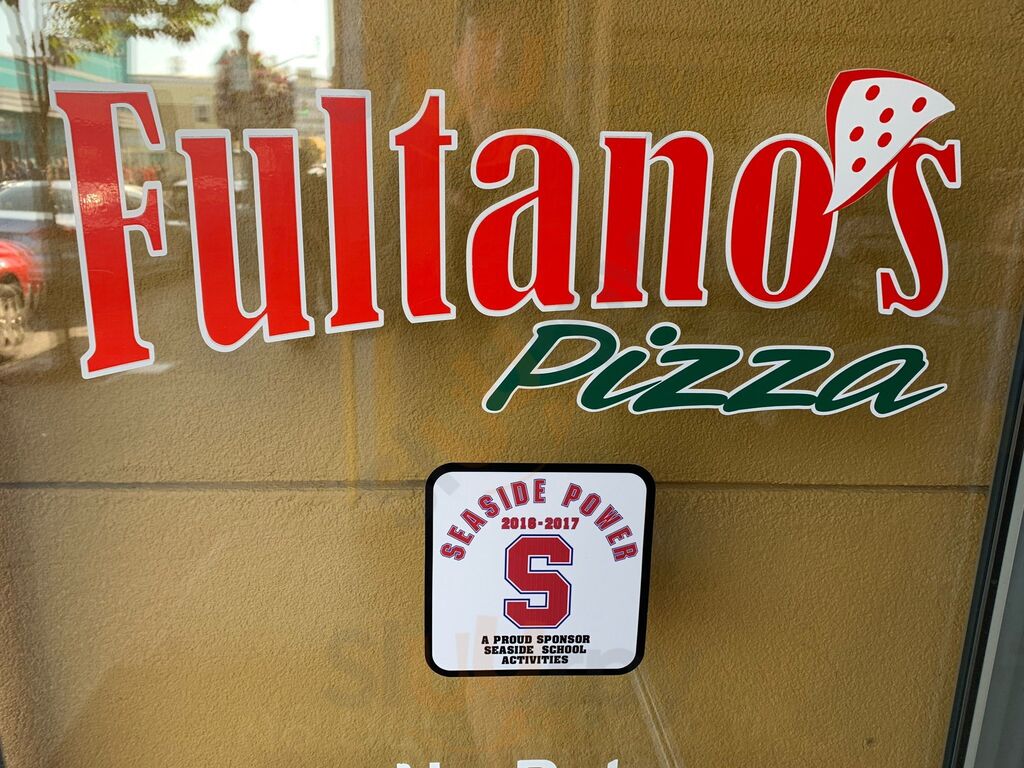 Fultano's
Pizza
SEASIDE POWER
2016-2017
S
A PROUD SPONSOR
SEASIDE SCHOOL
ACTIVITIES